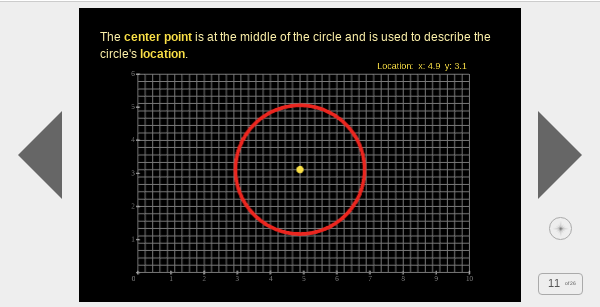 The center point is at the middle of the circle and is used to describe the
circle's location.
Location: x: 4.9 y: 3.1
6
5
4
3
2
1
0 1 2 3 4 5 6 7 8 9 10
11 of 26